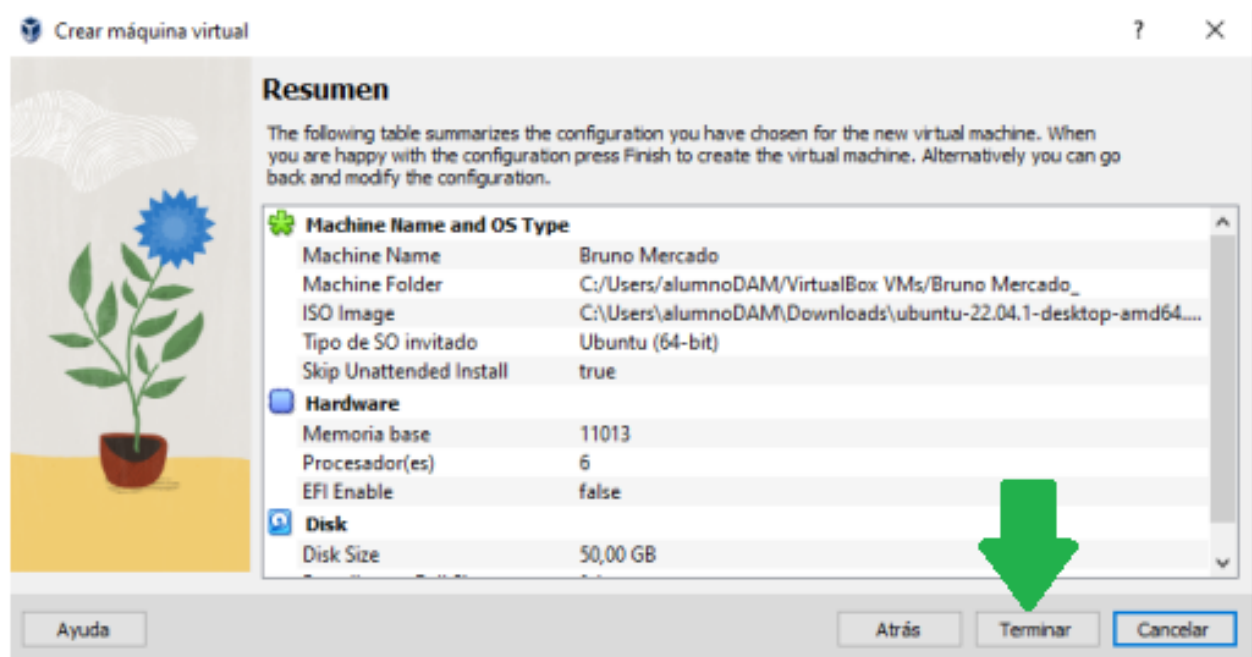 Crear máquina virtual
Resumen
The following table summarizes the configuration you have chosen for the new virtual machine. When
you are happy with the configuration press Finish to create the virtual machine. Alternatively you can go
back and modify the configuration.
Machine Name and OS Type
Machine Name Bruno Mercado
Machine Folder C:/Users/alumnoDAM/VirtualBox VMs/Bruno Mercado_
ISO Image C:\Users\alumnoDAM\Downloads\ubuntu-22.04.1-desktop-amd64....
Tipo de SO invitado Ubuntu (64-bit)
Skip Unattended Install true
Hardware
Memoria base 11013
Procesador(es) 6
EFI Enable false
Disk
Disk Size 50,00 GB
Ayuda Atrás Terminar Cancelar